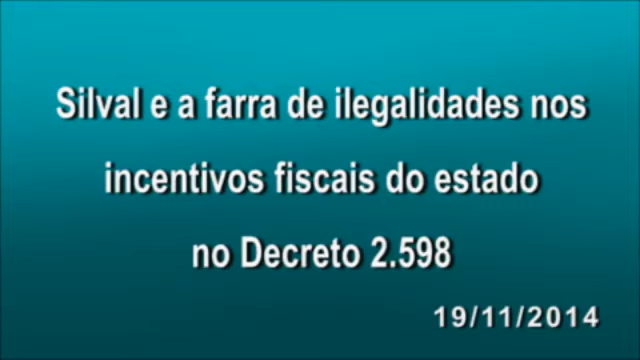 Silval e a farra de ilegalidades nos
incentivos fiscais do estado
no Decreto 2.598
19/11/2014